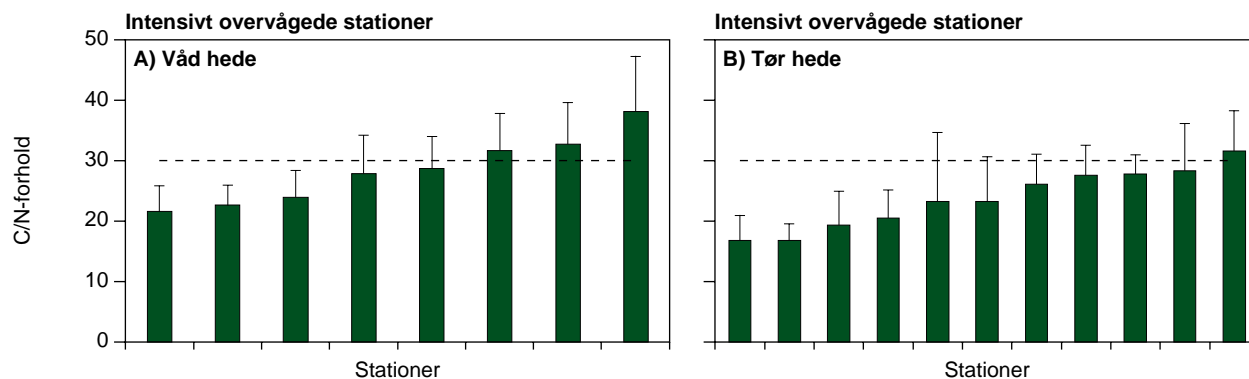 Intensivt overvågede stationer
A) Våd hede
50
40
30
20
10
0
C/N-forhold
Stationer
Intensivt overvågede stationer
B) Tør hede
Stationer